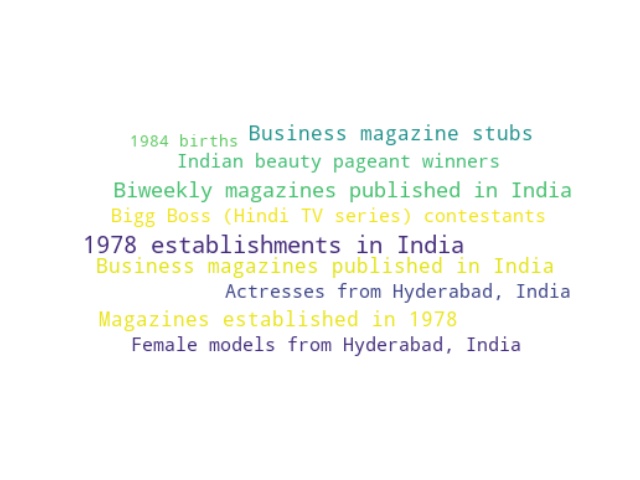 1984 births
Business magazine stubs
Indian beauty pageant winners
Biweekly magazines published in India
Bigg Boss (Hindi TV series) contestants
1978 establishments in India
Business magazines published in India
Actresses from Hyderabad, India
Magazines established in 1978
Female models from Hyderabad, India